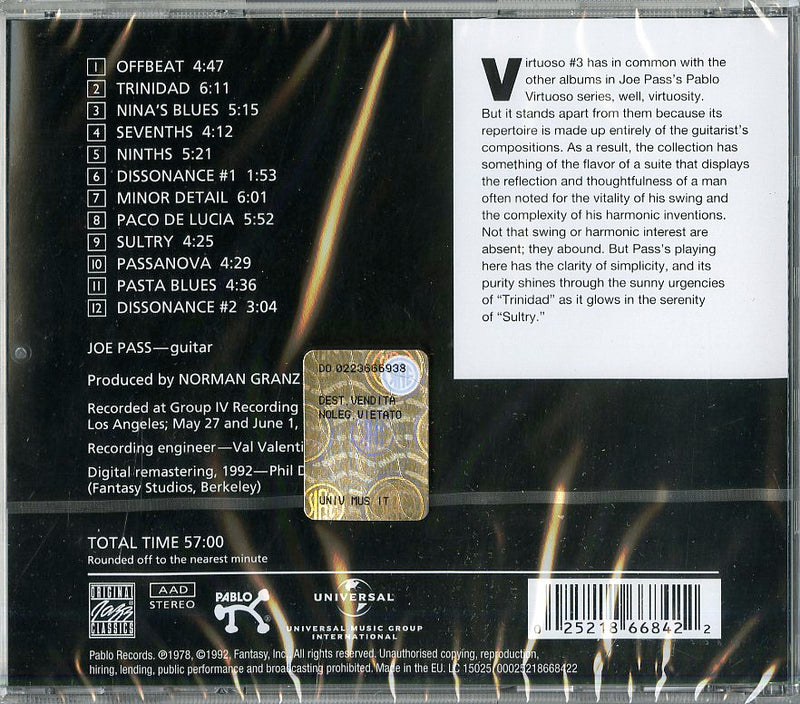 1 OFFBEAT 4:47
2 TRINIDAD 6:11
3 NINA'S BLUES 5:15
4 SEVENTHS 4:12
5 NINTHS 5:21
6 DISSONANCE #1 1:53
7 MINOR DETAIL 6:01
8 PACO DE LUCIA 5:52
9 SULTRY 4:25
10 PASSANOVA 4:29
11 PASTA BLUES 4:36
12 DISSONANCE #2 3:04
JOE PASS—guitar
Produced by NORMAN GRANZ
Recorded at Group IV Recording
Los Angeles; May 27 and June 1,
Recording engineer—Val Valenti
Digital remastering, 1992—Phil D
(Fantasy Studios, Berkeley)
TOTAL TIME 57:00
Rounded off to the nearest minute
Virtuoso #3 has in common with the
other albums in Joe Pass's Pablo
Virtuoso series, well, virtuosity.
But it stands apart from them because its
repertoire is made up entirely of the guitarist's
compositions. As a result, the collection has
something of the flavor of a suite that displays
the reflection and thoughtfulness of a man
often noted for the vitality of his swing and
the complexity of his harmonic inventions.
Not that swing or harmonic interest are
absent; they abound. But Pass's playing
here has the clarity of simplicity, and its
purity shines through the sunny urgencies
of "Trinidad" as it glows in the serenity
of "Sultry."
DO 0223666938
DEST.VENDITA
NOLEG.VIETATO
UNIV MUS IT
ORIGINAL
Jazz
CLASSICS
AAD
STEREO
PABLO
UNIVERSAL
UNIVERSAL MUSIC GROUP
INTERNATIONAL
0 25218 66842 2
Pablo Records. ℗1978, ©1992, Fantasy, Inc. All rights reserved. Unauthorised copying, reproduction,
hiring, lending, public performance and broadcasting prohibited. Made in the EU. LC 15025/00025218668422